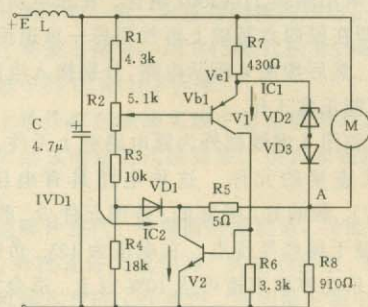 +E
L
R1
4.3k
R7
430Ω
Ve1
IC1
R2
5.1k
Vb1
V1
VD2
VD3
M
C
+
4.7μ
R3
10k
IVD1
VD1
R5
5Ω
A
IC2
R4
18k
V2
R6
3.3k
R8
910Ω